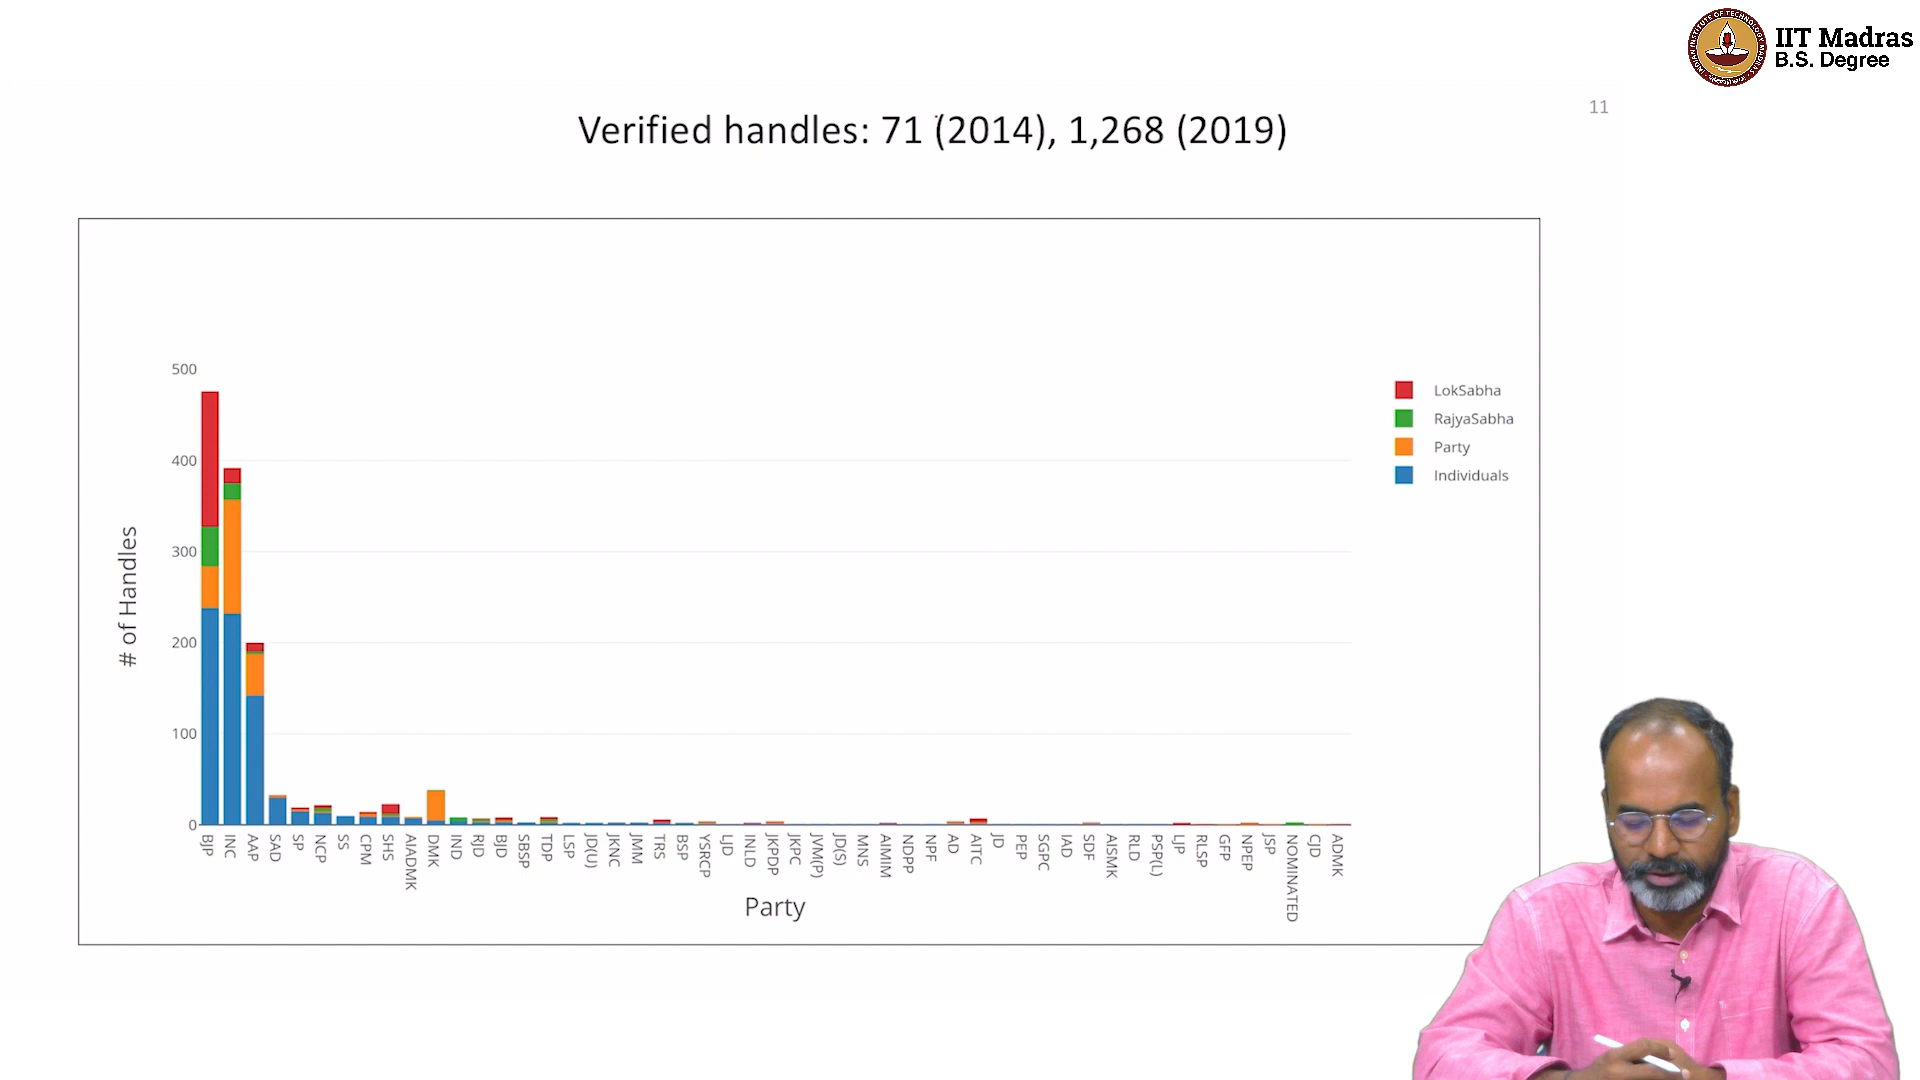 IIT Madras
B.S. Degree
11
Verified handles: 71 (2014), 1,268 (2019)
500
400
300
200
100
0
# of Handles
LokSabha
RajyaSabha
Party
Individuals
BJP
INC
AAP
SAD
SP
NCP
SS
CPM
SHS
AIADMK
DMK
IND
RJD
BJD
SBSP
TDP
LSP
JD(U)
JKNC
JMM
TRS
BSP
YSRCP
LJD
INLD
JKPDP
JKPC
JVM(P)
JD(S)
MNS
AIMIM
NDPP
NPF
AD
AITC
JD
PEP
SGPC
IAD
SDF
AISMK
RLD
PSP(L)
LJP
RLSP
GFP
NPEP
JSP
NOMINATED
CJD
ADMK
Party